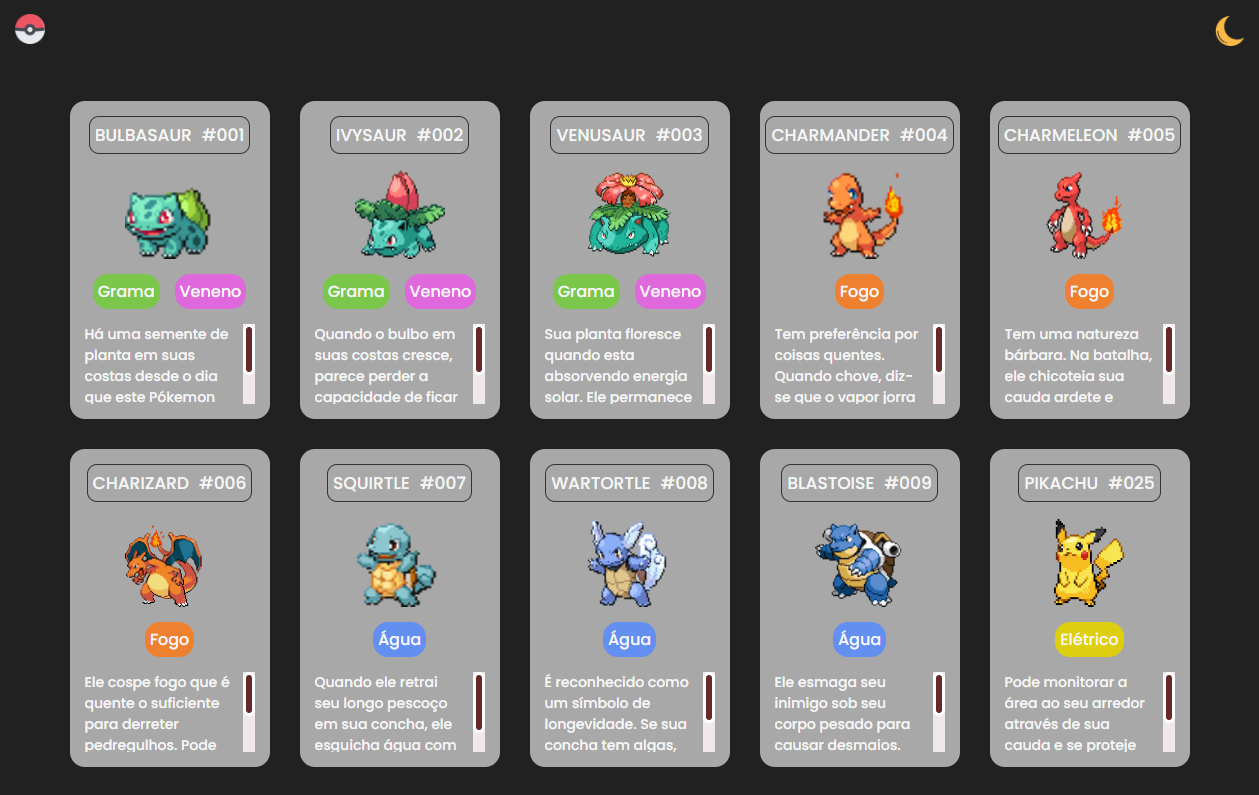 BULBASAUR #001
Grama Veneno
Há uma semente de
planta em suas
costas desde o dia
que este Pókemon
IVYSAUR #002
Grama Veneno
Quando o bulbo em
suas costas cresce,
parece perder a
capacidade de ficar
VENUSAUR #003
Grama Veneno
Sua planta floresce
quando esta
absorvendo energia
solar. Ele permanece
CHARMANDER #004
Fogo
Tem preferência por
coisas quentes.
Quando chove, diz-
se que o vapor jorra
CHARMELEON #005
Fogo
Tem uma natureza
bárbara. Na batalha,
ele chicoteia sua
cauda ardete e
CHARIZARD #006
Fogo
Ele cospe fogo que é
quente o suficiente
para derreter
pedregulhos. Pode
SQUIRTLE #007
Água
Quando ele retrai
seu longo pescoço
em sua concha, ele
esguicha água com
WARTORTLE #008
Água
É reconhecido como
um símbolo de
longevidade. Se sua
concha tem algas,
BLASTOISE #009
Água
Ele esmaga seu
inimigo sob seu
corpo pesado para
causar desmaios.
PIKACHU #025
Elétrico
Pode monitorar a
área ao seu arredor
através de sua
cauda e se proteje